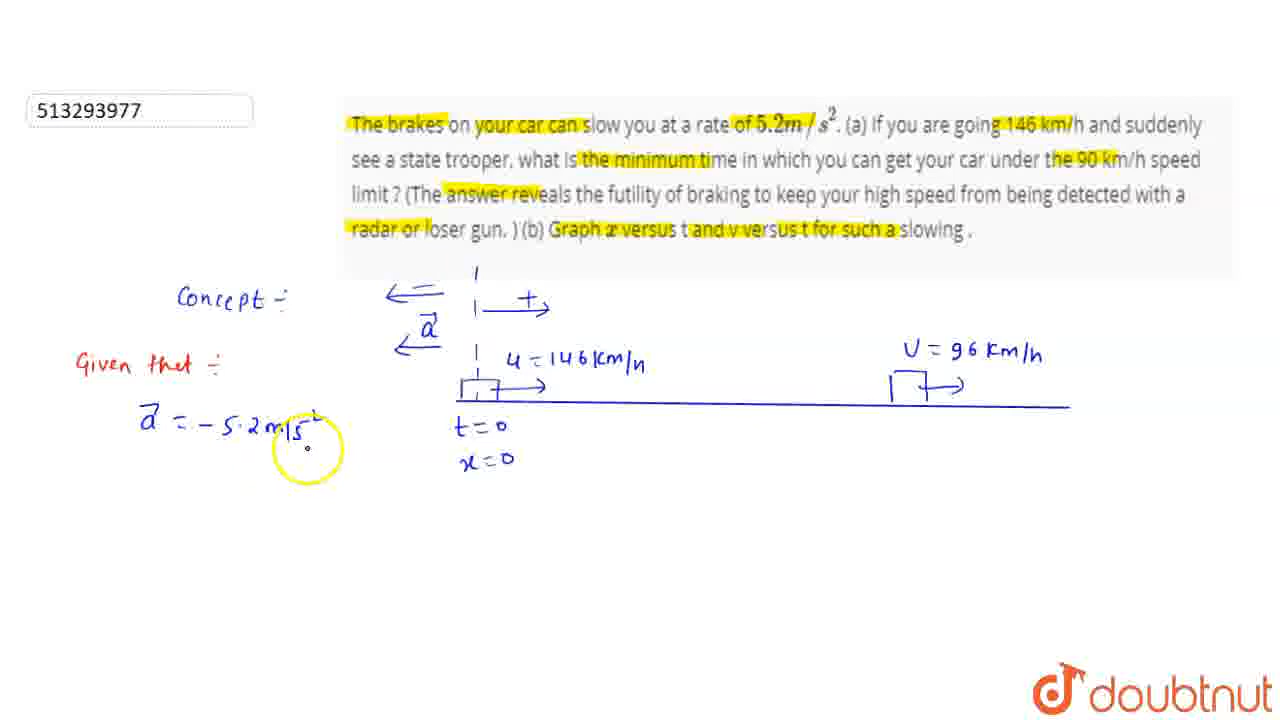 513293977
The brakes on your car can slow you at a rate of 5.2m/s². (a) If you are going 146 km/h and suddenly
see a state trooper, what is the minimum time in which you can get your car under the 90 km/h speed
limit ? (The answer reveals the futility of braking to keep your high speed from being detected with a
radar or loser gun. ) (b) Graph x versus t and v versus t for such a slowing .
Concept ÷
− +
a⃗
Given that ÷
u = 146 km/h
v = 96 km/h
a⃗ = - 5.2 m/s⁻²
t = 0
x = 0
doubtnut